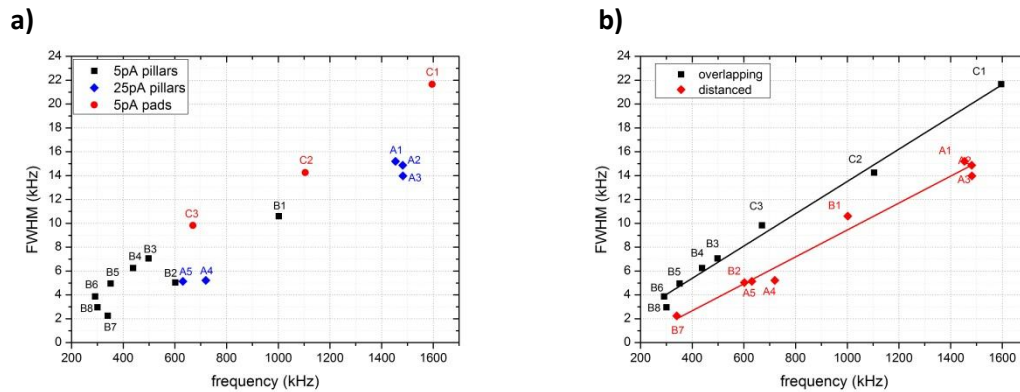 a)
24
22
20
18
16
14
12
10
8
6
4
2
0
FWHM (kHz)
5pA pillars
25pA pillars
5pA pads
C1
C2
C3
A1
A2
A3
B1
B3
B4
B5
B6
B8
B7
B2
A5
A4
200 400 600 800 1000 1200 1400 1600
frequency (kHz)
b)
24
22
20
18
16
14
12
10
8
6
4
2
0
FWHM (kHz)
overlapping
distanced
C1
C2
C3
A1
A2
A3
B1
B3
B4
B5
B6
B8
B7
B2
A5
A4
200 400 600 800 1000 1200 1400 1600
frequency (kHz)